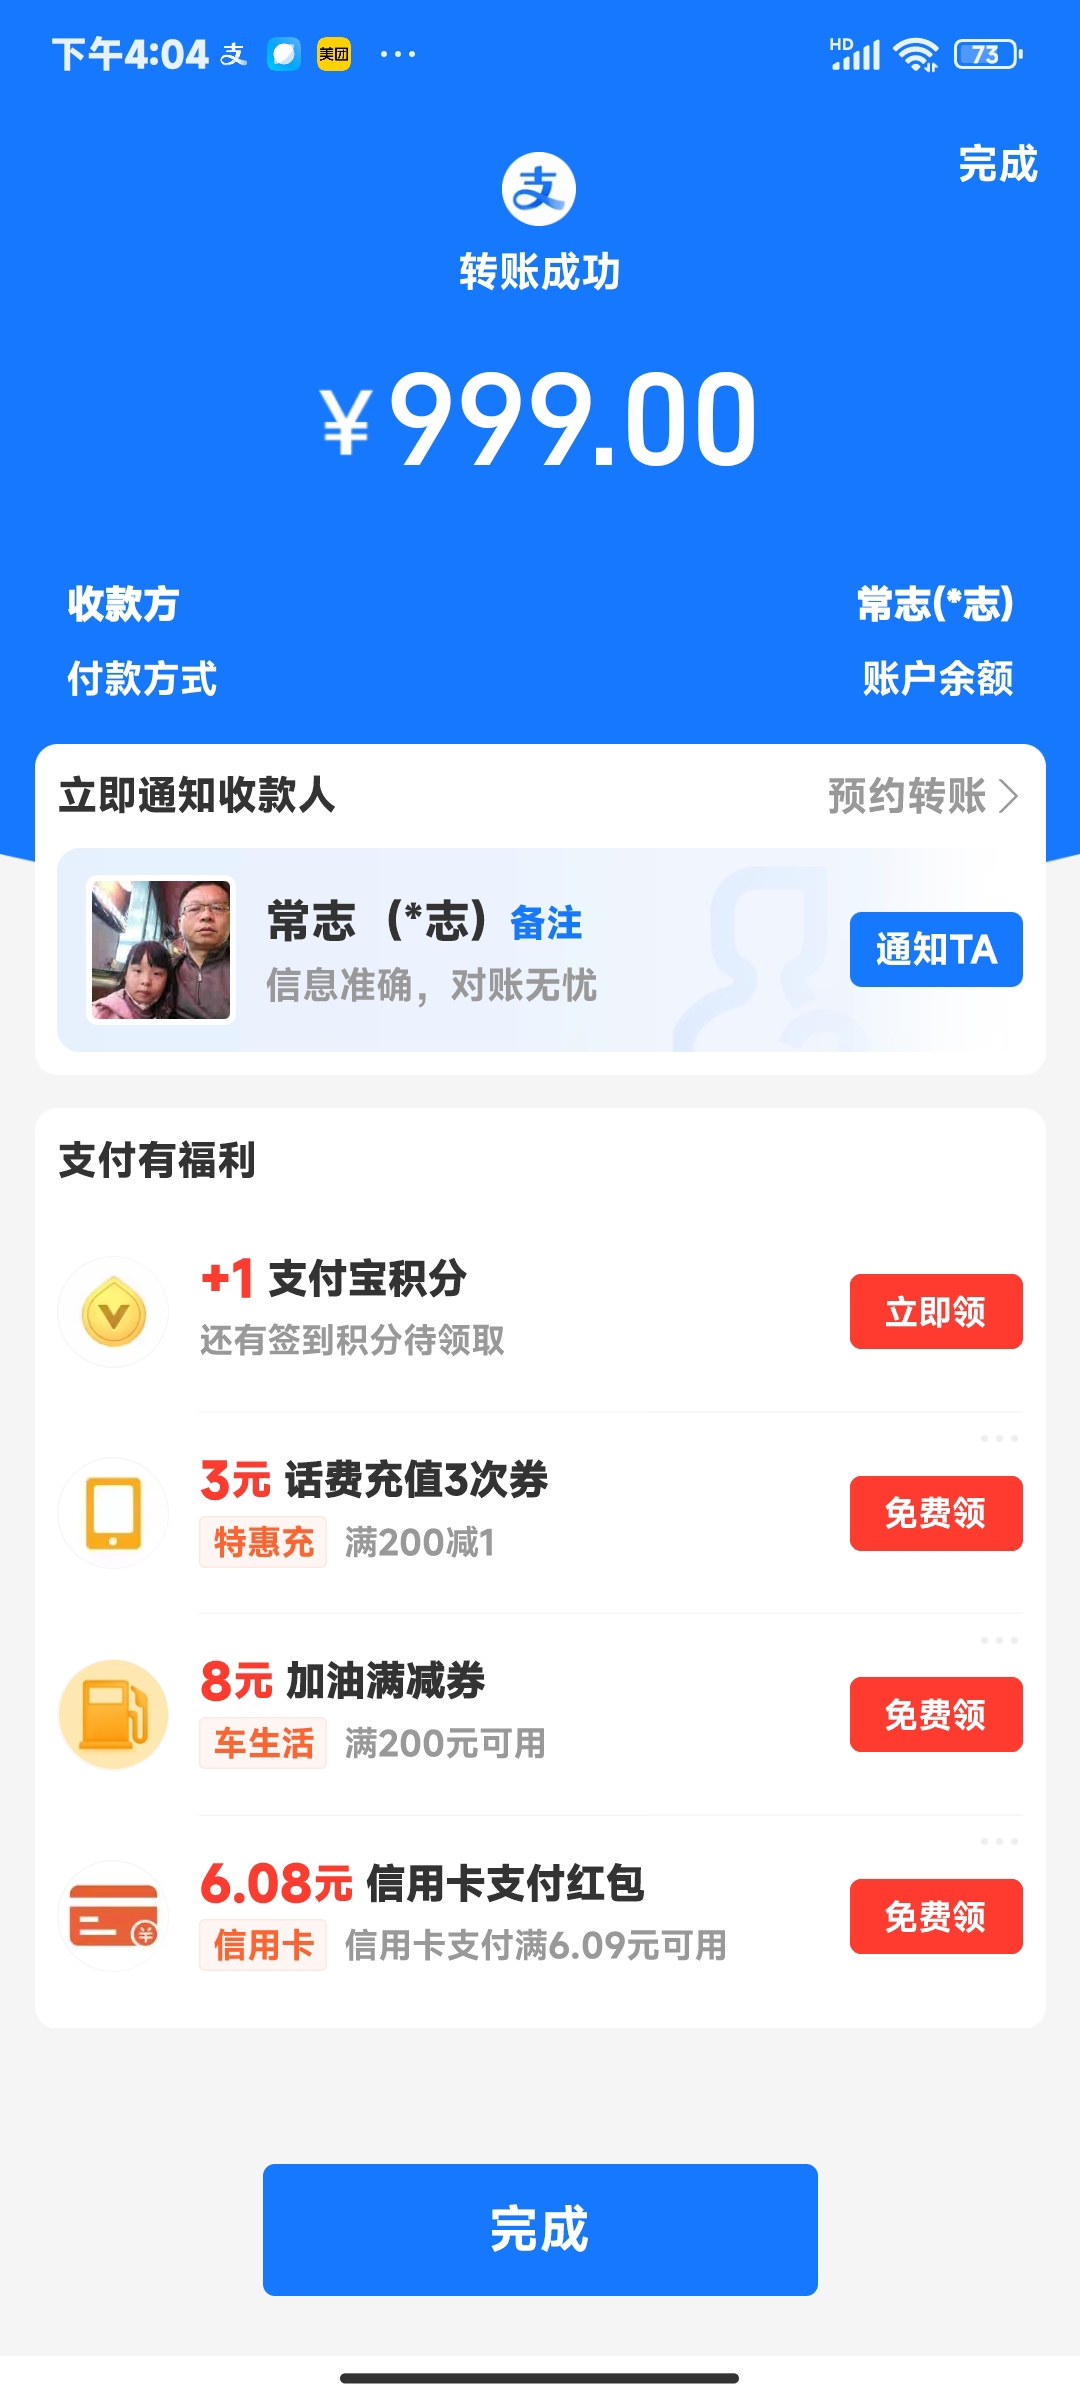 下午4:04 支 美团 ··· HD 73
完成
支
转账成功
¥999.00
收款方 常志(*志)
付款方式 账户余额
立即通知收款人 预约转账
常志（*志）备注
信息准确，对账无忧
通知TA
支付有福利
+1 支付宝积分
还有签到积分待领取
立即领
3元 话费充值3次券
特惠充 满200减1
免费领
8元 加油满减券
车生活 满200元可用
免费领
6.08元 信用卡支付红包
信用卡 信用卡支付满6.09元可用
免费领
完成